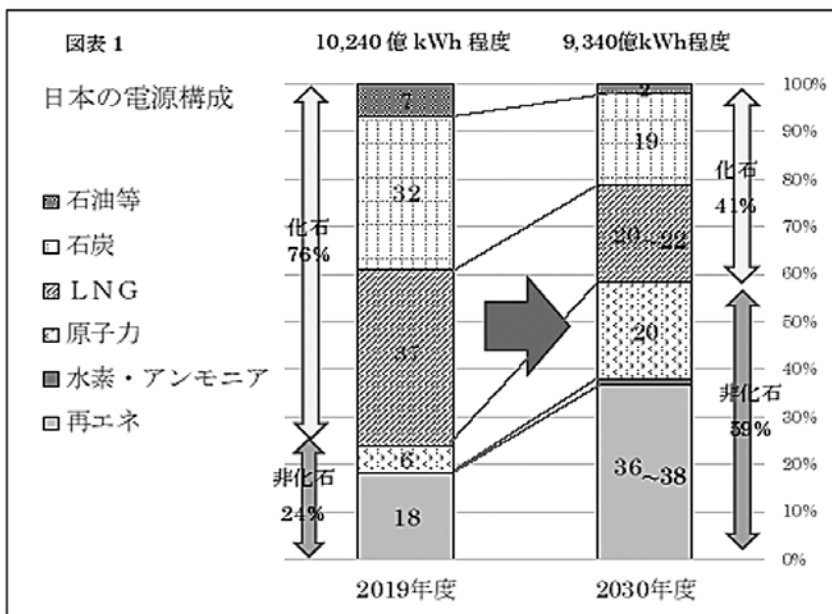 図表 1
10,240 億 kWh 程度
9,340億kWh程度
日本の電源構成
石油等
石炭
LNG
原子力
水素・アンモニア
再エネ
化石
76%
非化石
24%
7
32
37
6
18
2
19
20~22
20
36~38
化石
41%
非化石
59%
100%
90%
80%
70%
60%
50%
40%
30%
20%
10%
0%
2019年度
2030年度